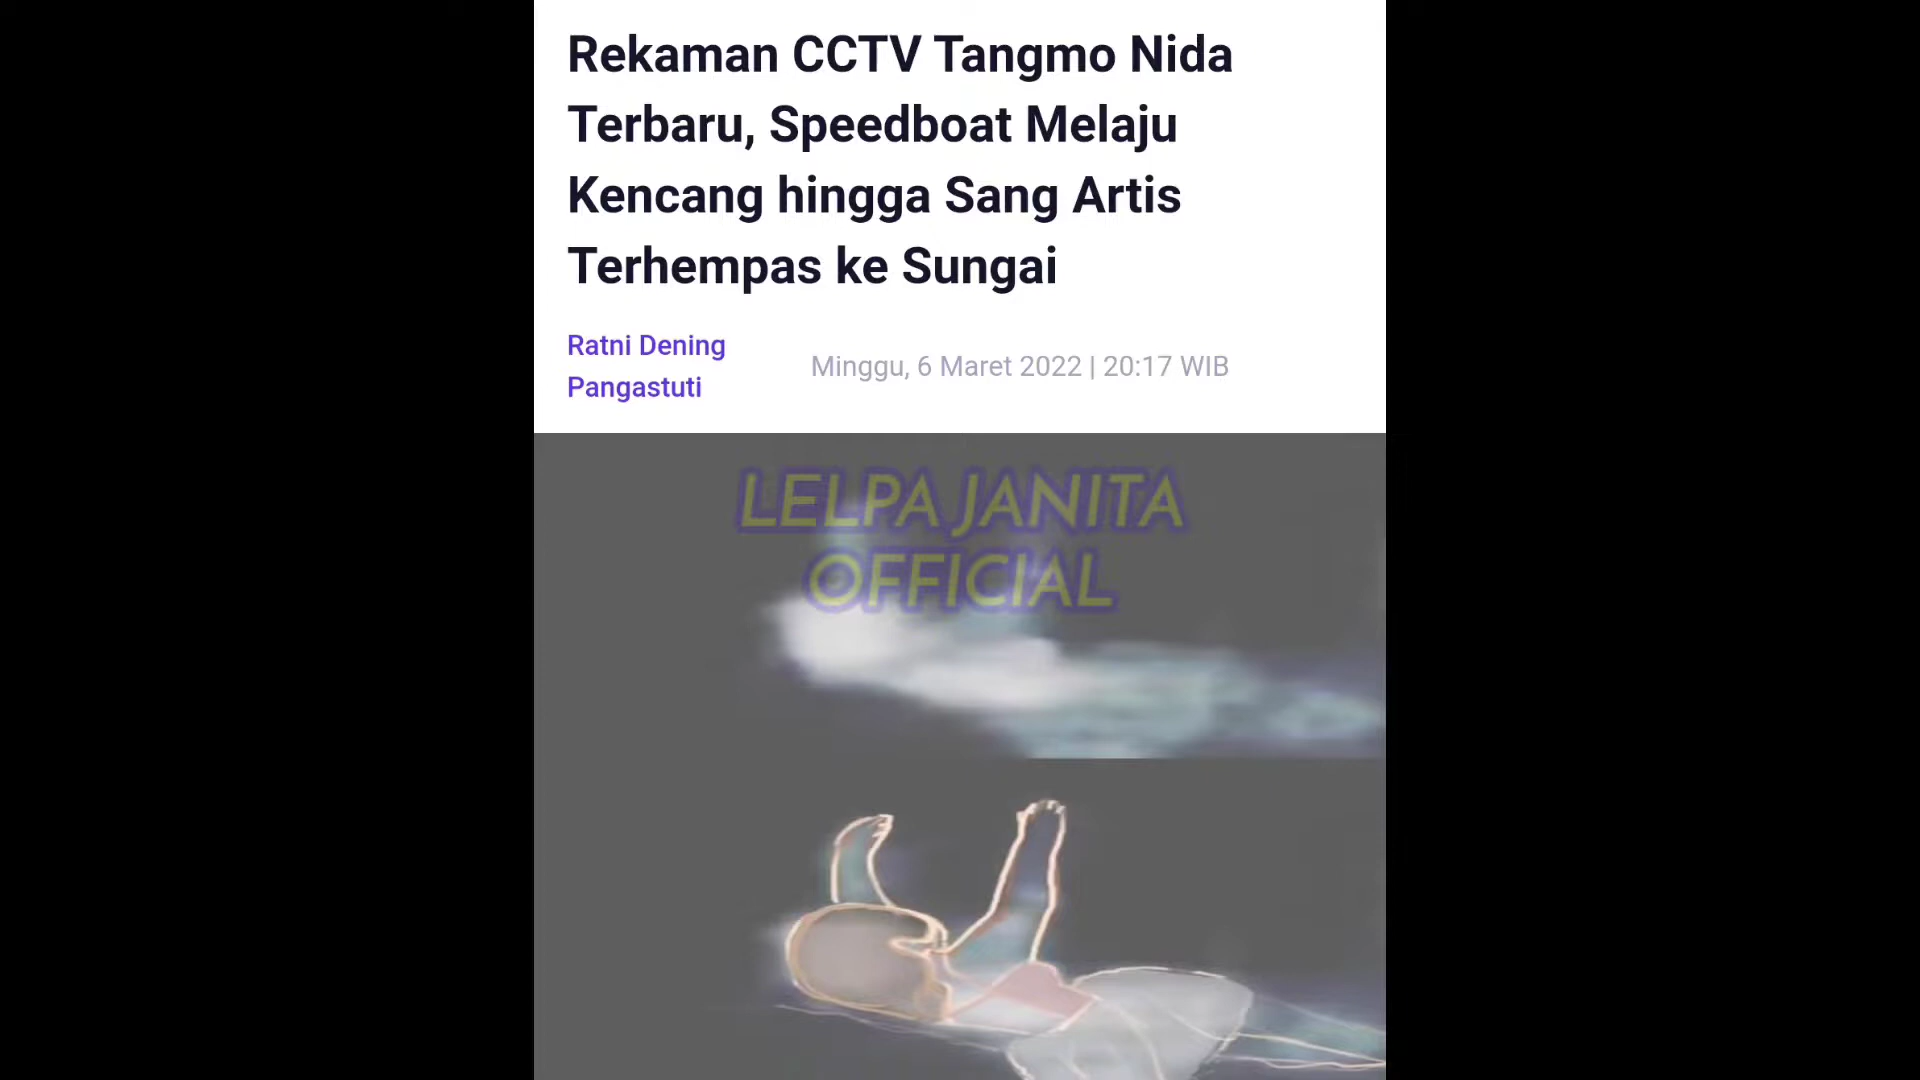 Rekaman CCTV Tangmo Nida
Terbaru, Speedboat Melaju
Kencang hingga Sang Artis
Terhempas ke Sungai
Ratni Dening
Pangastuti
Minggu, 6 Maret 2022 | 20:17 WIB
LELPA JANITA
OFFICIAL